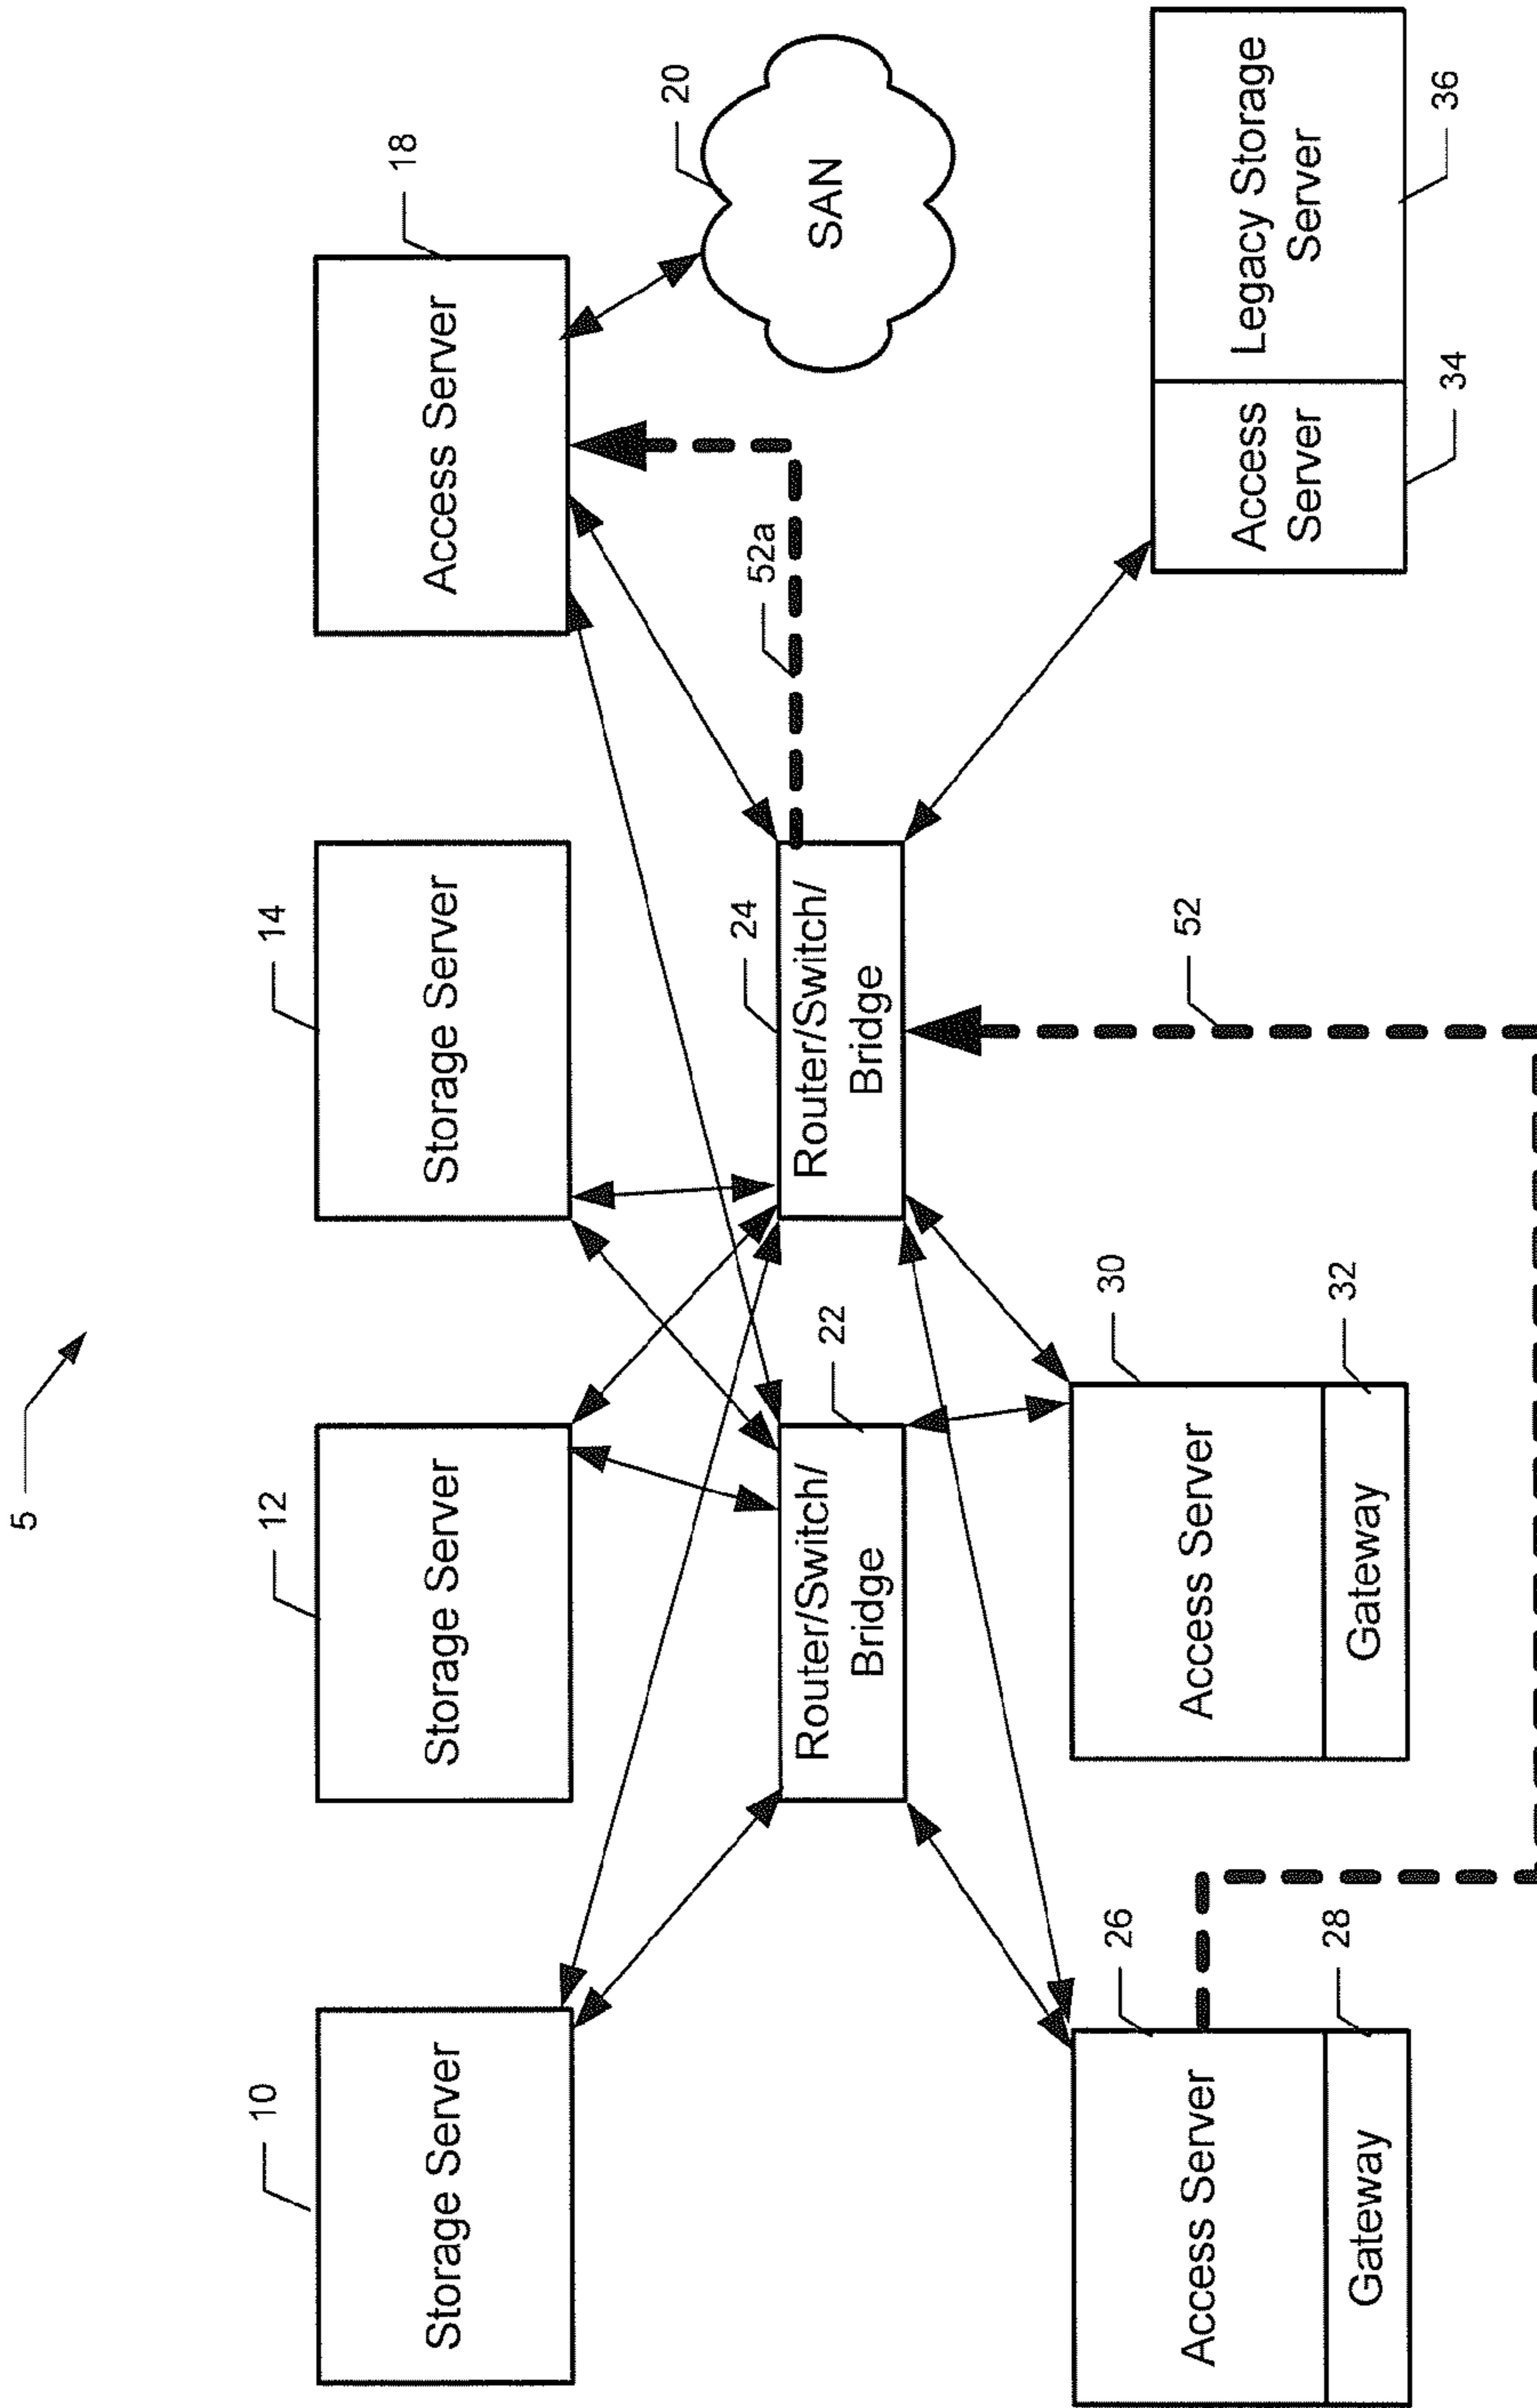 5
10
Storage Server
12
Storage Server
14
Storage Server
18
Access Server
20
SAN
22
Router/Switch/
Bridge
24
Router/Switch/
Bridge
52a
26
Access Server
28
Gateway
30
Access Server
32
Gateway
52
Access
Server
34
Legacy Storage
Server
36